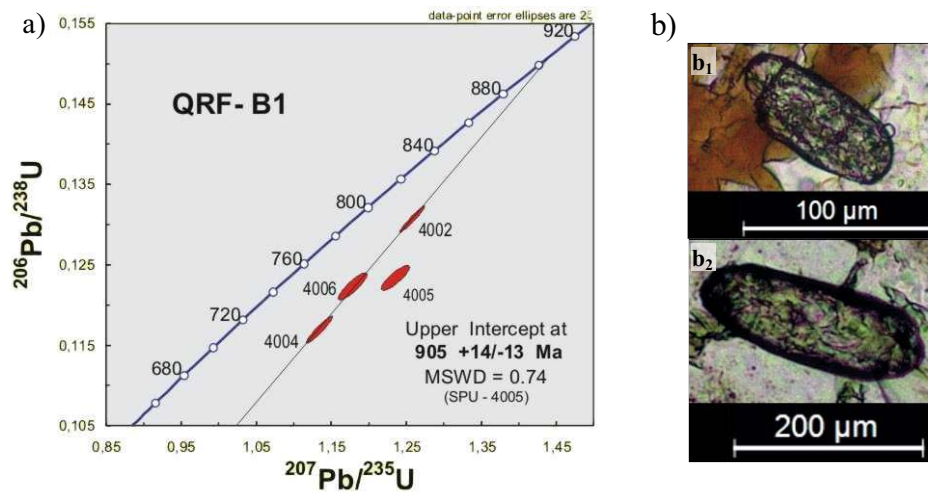 a)
data-point error ellipses are 2ξ
0,155
0,145
0,135
0,125
0,115
0,105
206Pb/238U
QRF- B1
920
880
840
800
760
720
680
4002
4006
4005
4004
Upper Intercept at
905 +14/-13 Ma
MSWD = 0.74
(SPU - 4005)
0,85
0,95
1,05
1,15
1,25
1,35
1,45
207Pb/235U
b)
b1
100 µm
b2
200 µm